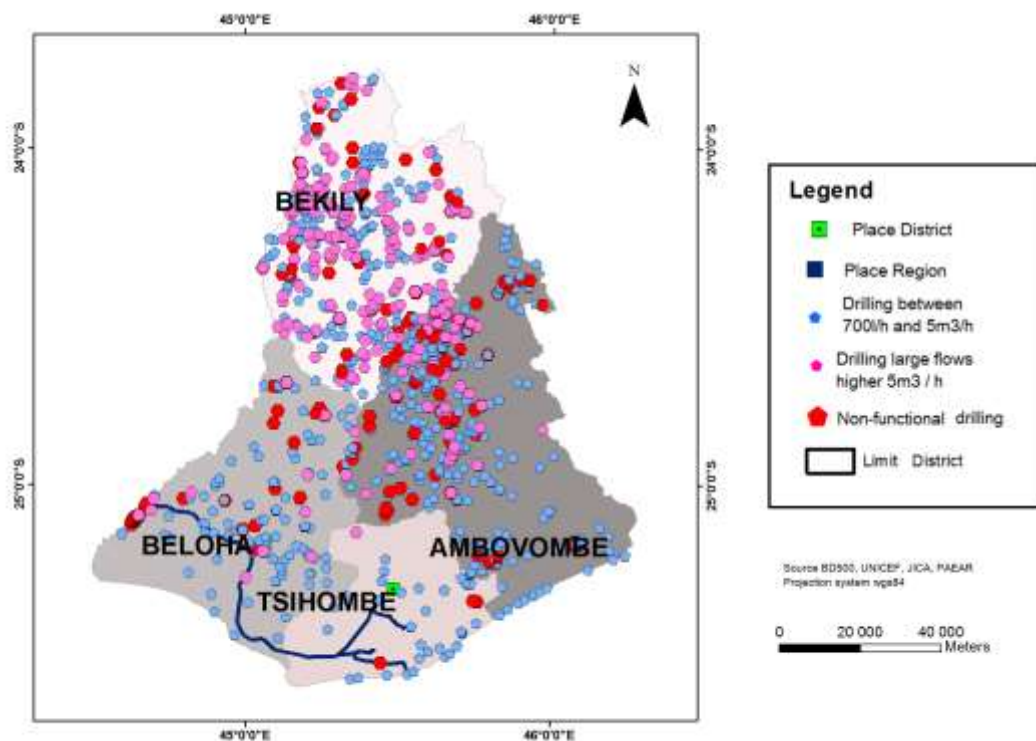 45°0'0"E
46°0'0"E
N
24°0'0"S
24°0'0"S
BEKILY
Legend
Place District
Place Region
Drilling between
700l/h and 5m3/h
Drilling large flows
higher 5m3 / h
Non-functional drilling
Limit District
25°0'0"S
25°0'0"S
BELOHA
AMBOVOMBE
TSIHOMBE
Source BD500, UNICEF, JICA, PAEAR
Projection system wgs84
0 20 000 40 000
Meters
45°0'0"E
46°0'0"E